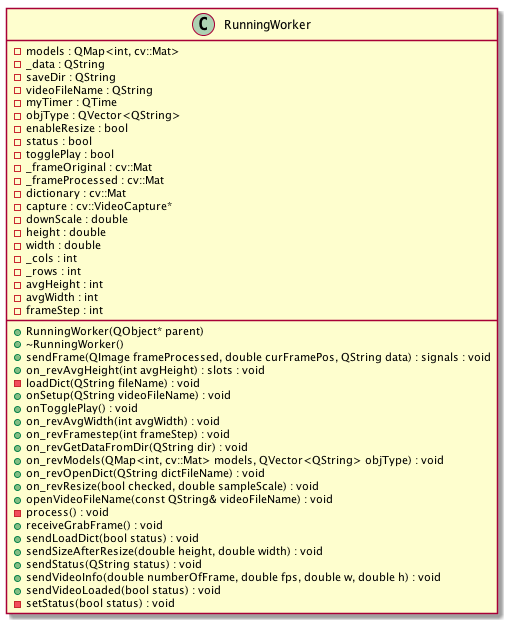 C RunningWorker
models : QMap<int, cv::Mat>
_data : QString
saveDir : QString
videoFileName : QString
myTimer : QTime
objType : QVector<QString>
enableResize : bool
status : bool
togglePlay : bool
_frameOriginal : cv::Mat
_frameProcessed : cv::Mat
dictionary : cv::Mat
capture : cv::VideoCapture*
downScale : double
height : double
width : double
_cols : int
_rows : int
avgHeight : int
avgWidth : int
frameStep : int
RunningWorker(QObject* parent)
~RunningWorker()
sendFrame(QImage frameProcessed, double curFramePos, QString data) : signals : void
on_revAvgHeight(int avgHeight) : slots : void
loadDict(QString fileName) : void
onSetup(QString videoFileName) : void
onTogglePlay() : void
on_revAvgWidth(int avgWidth) : void
on_revFramestep(int frameStep) : void
on_revGetDataFromDir(QString dir) : void
on_revModels(QMap<int, cv::Mat> models, QVector<QString> objType) : void
on_revOpenDict(QString dictFileName) : void
on_revResize(bool checked, double sampleScale) : void
openVideoFileName(const QString& videoFileName) : void
process() : void
receiveGrabFrame() : void
sendLoadDict(bool status) : void
sendSizeAfterResize(double height, double width) : void
sendStatus(QString status) : void
sendVideoInfo(double numberOfFrame, double fps, double w, double h) : void
sendVideoLoaded(bool status) : void
setStatus(bool status) : void